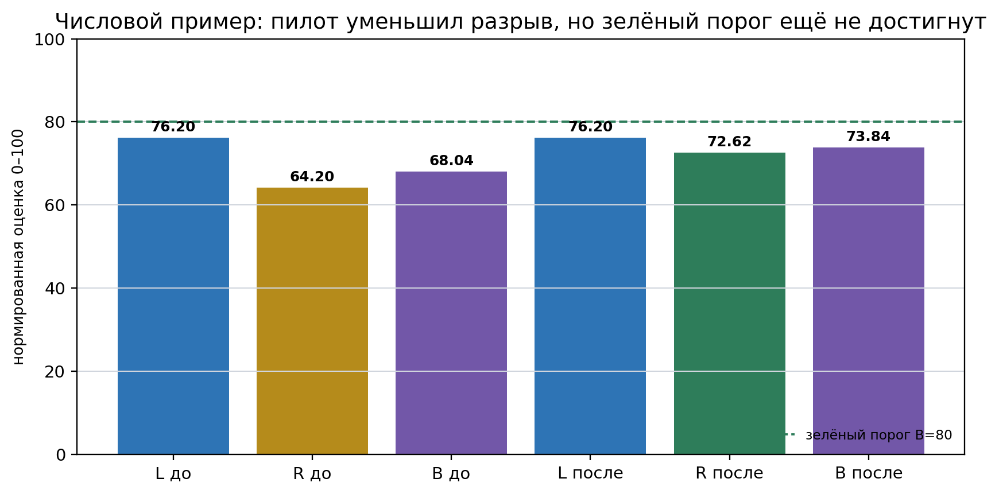 Числовой пример: пилот уменьшил разрыв, но зелёный порог ещё не достигнут
нормированная оценка 0–100
100
80
60
40
20
0
76.20
64.20
68.04
76.20
72.62
73.84
зелёный порог B=80
L до
R до
B до
L после
R после
B после